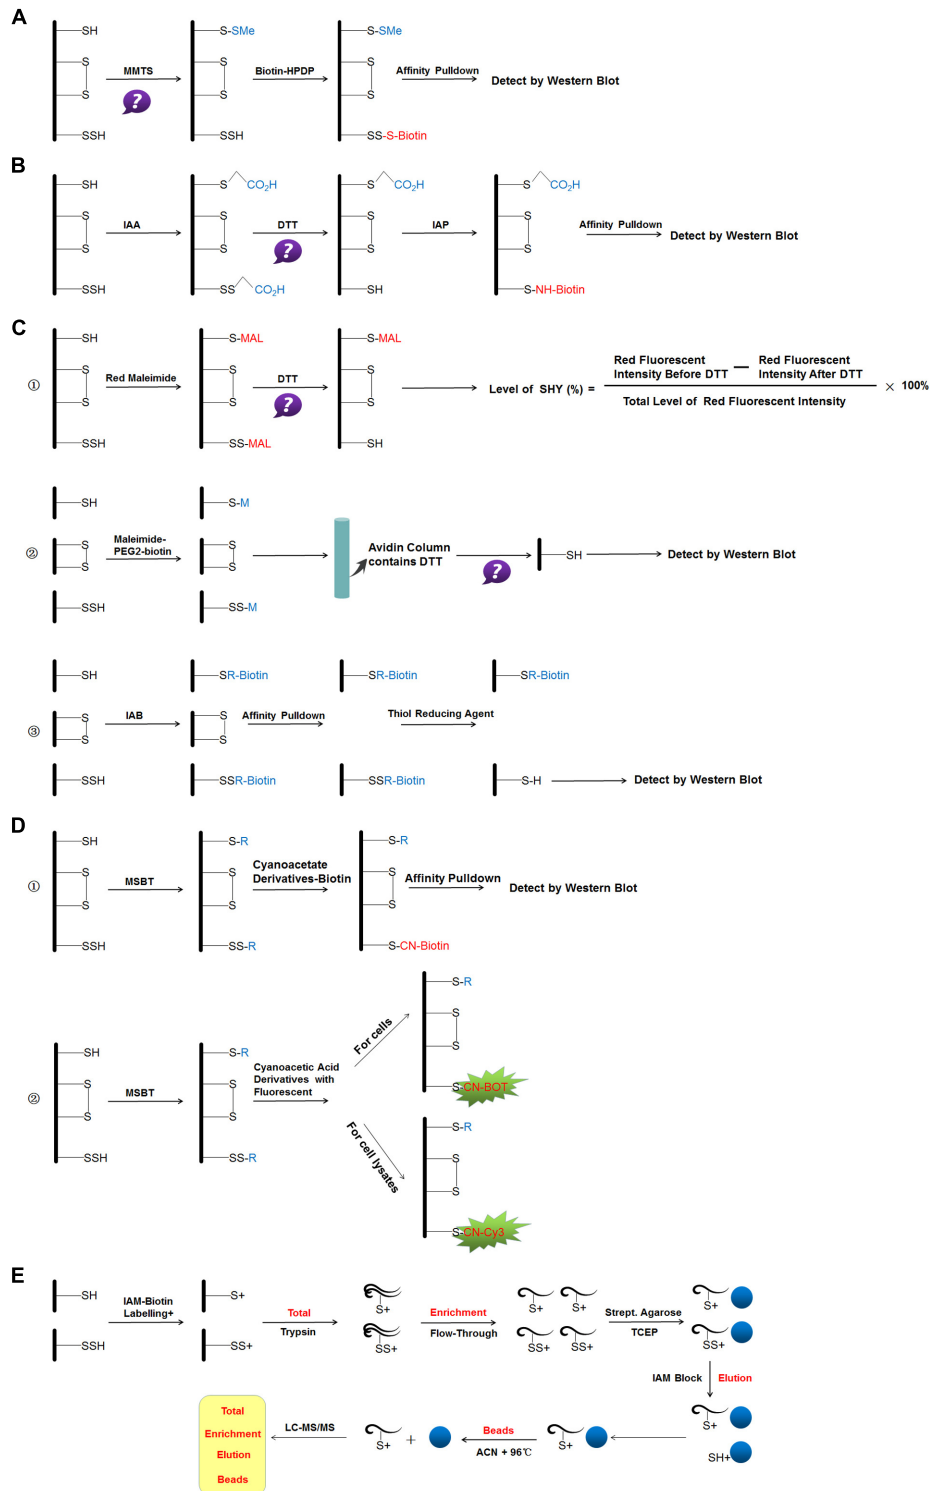 A
SH
S-SMe
S-SMe
S
S
S
MMTS
Biotin-HPDP
Affinity Pulldown
Detect by Western Blot
?
S
S
S
SSH
SSH
SS-S-Biotin
B
SH
S
CO₂H
S
CO₂H
S
CO₂H
S
S
S
S
IAA
DTT
IAP
Affinity Pulldown
Detect by Western Blot
?
S
S
S
S
SSH
SS
CO₂H
SH
S-NH-Biotin
C
①
SH
S-MAL
S-MAL
S
S
S
Red Maleimide
DTT
?
S
S
S
SSH
SS-MAL
SH
Level of SHY (%) =
Red Fluorescent
Intensity Before DTT
—
Red Fluorescent
Intensity After DTT
Total Level of Red Fluorescent Intensity
× 100%
②
SH
S-M
S
S
Maleimide-
PEG2-biotin
S
S
Avidin Column
contains DTT
?
SH
Detect by Western Blot
SSH
SS-M
③
SH
SR-Biotin
SR-Biotin
SR-Biotin
S
S
IAB
Affinity Pulldown
Thiol Reducing Agent
S
S
SSH
SSR-Biotin
SSR-Biotin
S-H
Detect by Western Blot
D
①
SH
S-R
S-R
S
S
S
MSBT
Cyanoacetate
Derivatives-Biotin
Affinity Pulldown
Detect by Western Blot
S
S
S
SSH
SS-R
S-CN-Biotin
②
SH
S-R
S
S
MSBT
Cyanoacetic Acid
Derivatives with
Fluorescent
S
S
SSH
SS-R
For cells
S-R
S
S
S-CN-BOT
For cell lysates
S-R
S
S
S-CN-Cy3
E
SH
IAM-Biotin
Labelling+
S+
Total
Trypsin
S+
Enrichment
Flow-Through
S+
S+
Strept. Agarose
TCEP
S+
SSH
SS+
SS+
SS+
SS+
SS+
IAM Block
Elution
S+
SH+
Beads
ACN + 96℃
S+
S+
+
LC-MS/MS
Total
Enrichment
Elution
Beads